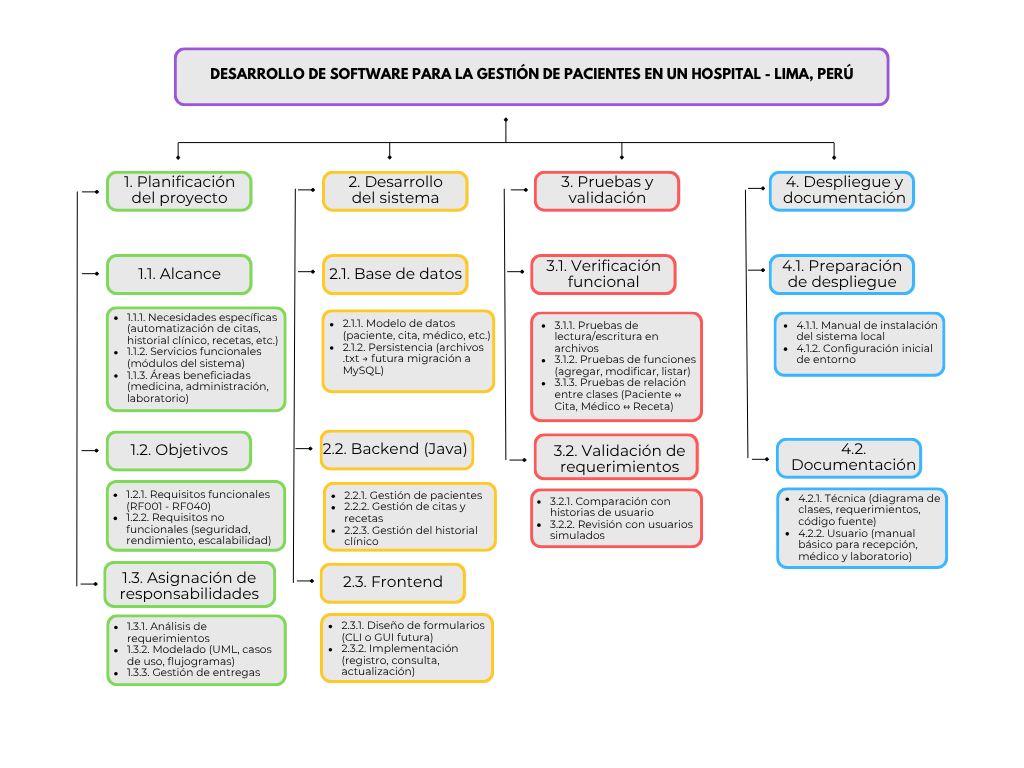 DESARROLLO DE SOFTWARE PARA LA GESTIÓN DE PACIENTES EN UN HOSPITAL - LIMA, PERÚ
1. Planificación
del proyecto
1.1. Alcance
• 1.1.1. Necesidades específicas
(automatización de citas,
historial clínico, recetas, etc.)
• 1.1.2. Servicios funcionales
(módulos del sistema)
• 1.1.3. Áreas beneficiadas
(medicina, administración,
laboratorio)
1.2. Objetivos
• 1.2.1. Requisitos funcionales
(RF001 - RF040)
• 1.2.2. Requisitos no
funcionales (seguridad,
rendimiento, escalabilidad)
1.3. Asignación de
responsabilidades
• 1.3.1. Análisis de
requerimientos
• 1.3.2. Modelado (UML, casos
de uso, flujogramas)
• 1.3.3. Gestión de entregas
2. Desarrollo
del sistema
2.1. Base de datos
• 2.1.1. Modelo de datos
(paciente, cita, médico, etc.)
• 2.1.2. Persistencia (archivos
.txt → futura migración a
MySQL)
2.2. Backend (Java)
• 2.2.1. Gestión de pacientes
• 2.2.2. Gestión de citas y
recetas
• 2.2.3. Gestión del historial
clínico
2.3. Frontend
• 2.3.1. Diseño de formularios
(CLI o GUI futura)
• 2.3.2. Implementación
(registro, consulta,
actualización)
3. Pruebas y
validación
3.1. Verificación
funcional
• 3.1.1. Pruebas de
lectura/escritura en
archivos
• 3.1.2. Pruebas de funciones
(agregar, modificar, listar)
• 3.1.3. Pruebas de relación
entre clases (Paciente ↔
Cita, Médico ↔ Receta)
3.2. Validación de
requerimientos
• 3.2.1. Comparación con
historias de usuario
• 3.2.2. Revisión con usuarios
simulados
4. Despliegue y
documentación
4.1. Preparación
de despliegue
• 4.1.1. Manual de instalación
del sistema local
• 4.1.2. Configuración inicial
de entorno
4.2.
Documentación
• 4.2.1. Técnica (diagrama de
clases, requerimientos,
código fuente)
• 4.2.2. Usuario (manual
básico para recepción,
médico y laboratorio)